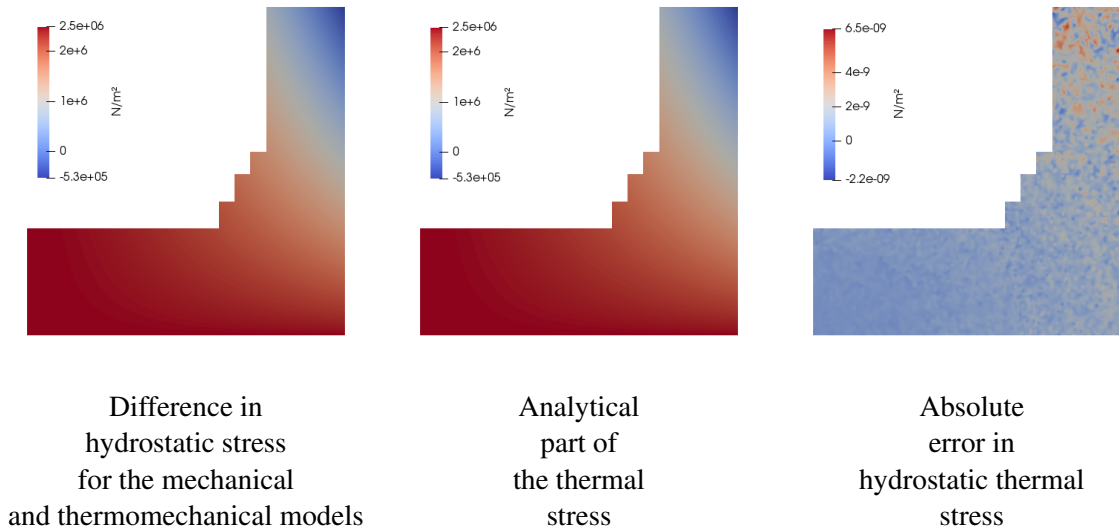 2.5e+06
2e+6
1e+6
0
-5.3e+05
N/m²
2.5e+06
2e+6
1e+6
0
-5.3e+05
N/m²
6.5e-09
4e-9
2e-9
0
-2.2e-09
N/m²
Difference in
hydrostatic stress
for the mechanical
and thermomechanical models
Analytical
part of
the thermal
stress
Absolute
error in
hydrostatic thermal
stress